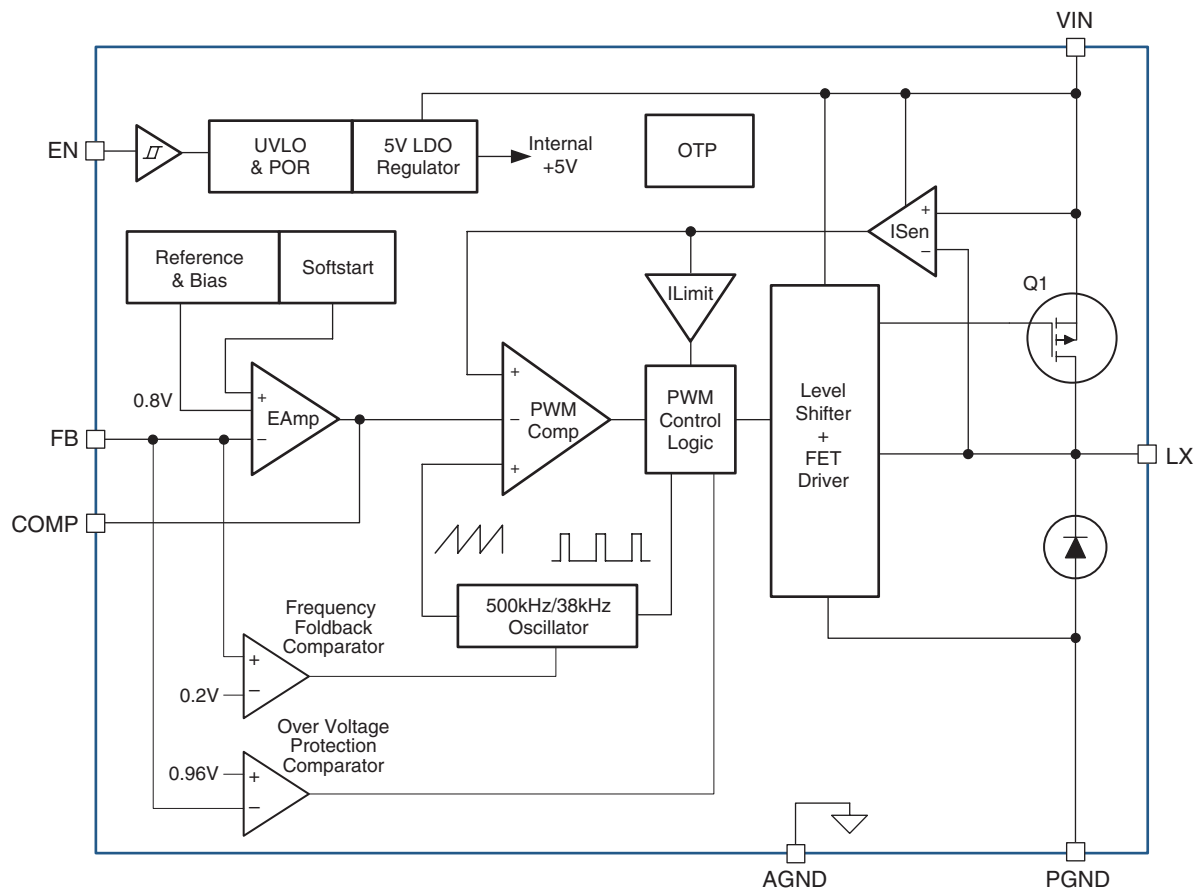 VIN
EN
UVLO
& POR
5V LDO
Regulator
Internal
+5V
OTP
+
ISen
–
Reference
& Bias
Softstart
ILimit
Q1
0.8V
+
EAmp
–
FB
+
–
PWM
Comp
+
PWM
Control
Logic
Level
Shifter
+
FET
Driver
LX
COMP
500kHz/38kHz
Oscillator
Frequency
Foldback
Comparator
+
0.2V
–
Over Voltage
Protection
Comparator
0.96V
+
–
AGND
PGND